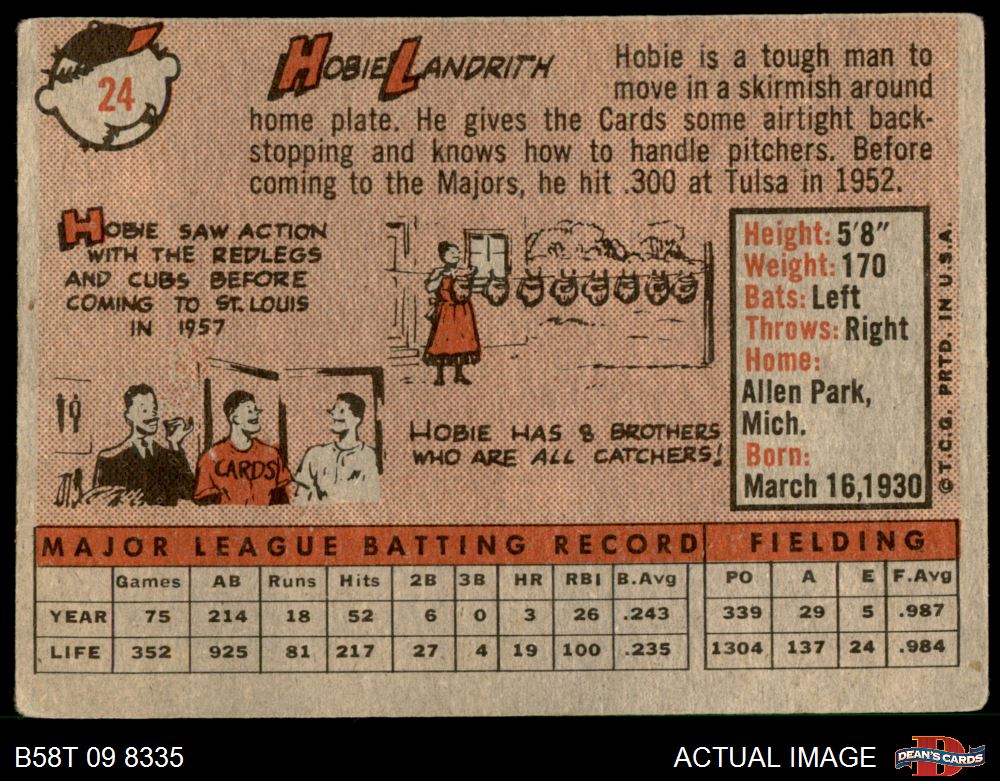 24
HOBIE LANDRITH
Hobie is a tough man to
move in a skirmish around
home plate. He gives the Cards some airtight back-
stopping and knows how to handle pitchers. Before
coming to the Majors, he hit .300 at Tulsa in 1952.
HOBIE SAW ACTION
WITH THE REDLEGS
AND CUBS BEFORE
COMING TO ST. LOUIS
IN 1957
CARDS
HOBIE HAS 8 BROTHERS
WHO ARE ALL CATCHERS!
Height: 5'8"
Weight: 170
Bats: Left
Throws: Right
Home:
Allen Park,
Mich.
Born:
March 16, 1930
© T.C.G. PRTD. IN U.S.A.
MAJOR LEAGUE BATTING RECORD FIELDING
Games AB Runs Hits 2B 3B HR RBI B.Avg PO A E F.Avg
YEAR 75 214 18 52 6 0 3 26 .243 339 29 5 .987
LIFE 352 925 81 217 27 4 19 100 .235 1304 137 24 .984
B58T 09 8335
ACTUAL IMAGE
D
DEAN'S CARDS